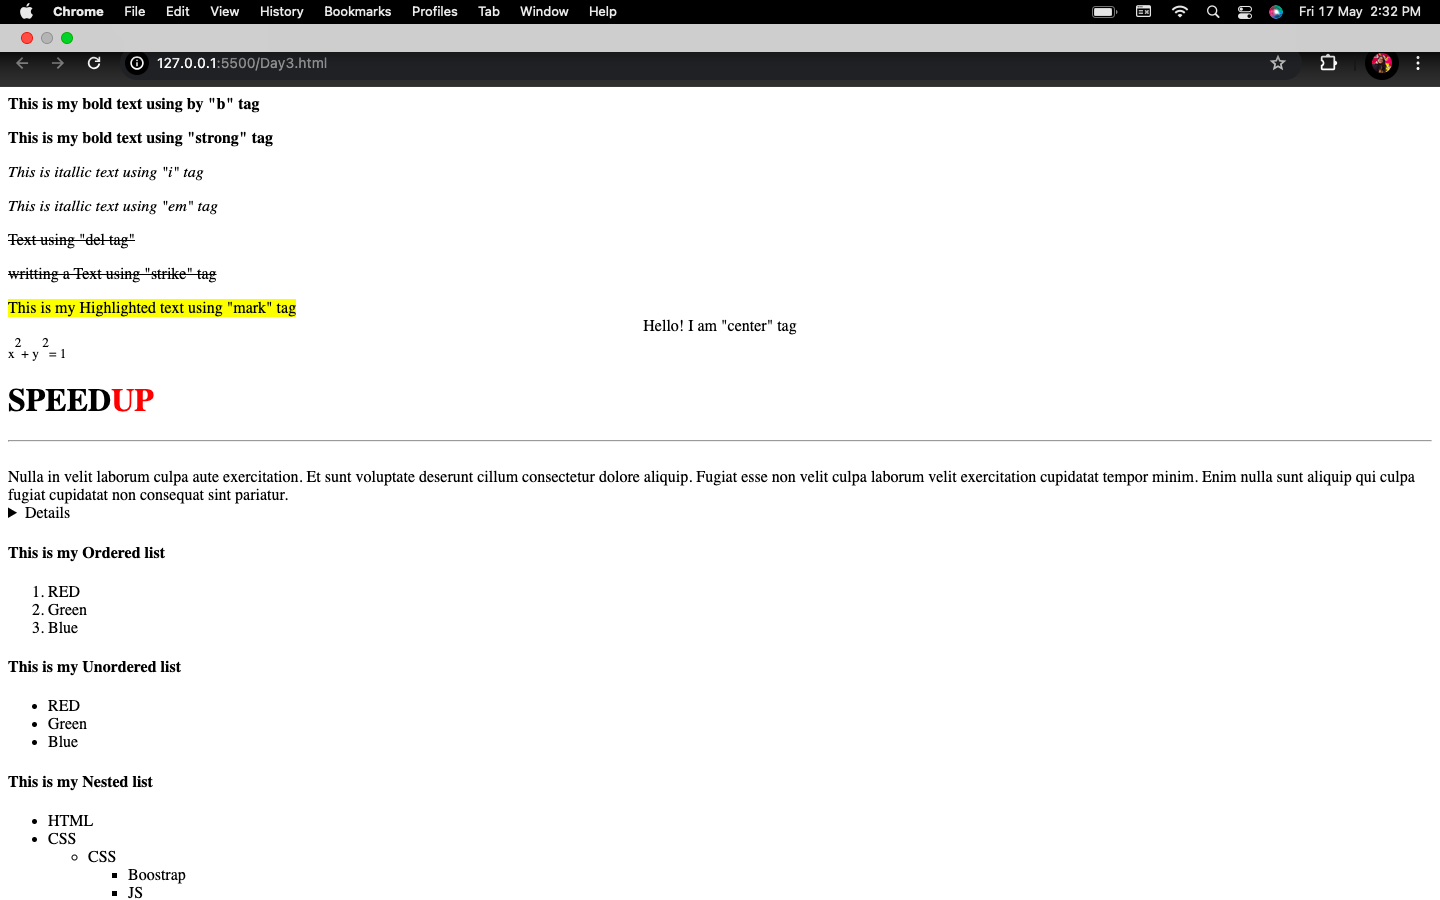 Chrome File Edit View History Bookmarks Profiles Tab Window Help Fri 17 May 2:32 PM
127.0.0.1:5500/Day3.html
This is my bold text using by "b" tag
This is my bold text using "strong" tag
This is itallic text using "i" tag
This is itallic text using "em" tag
Text using "del tag"
writting a Text using "strike" tag
This is my Highlighted text using "mark" tag
Hello! I am "center" tag
x² + y² = 1
SPEEDUP
Nulla in velit laborum culpa aute exercitation. Et sunt voluptate deserunt cillum consectetur dolore aliquip. Fugiat esse non velit culpa laborum velit exercitation cupidatat tempor minim. Enim nulla sunt aliquip qui culpa
fugiat cupidatat non consequat sint pariatur.
Details
This is my Ordered list
1. RED
2. Green
3. Blue
This is my Unordered list
• RED
• Green
• Blue
This is my Nested list
• HTML
• CSS
◦ CSS
▪ Boostrap
▪ JS